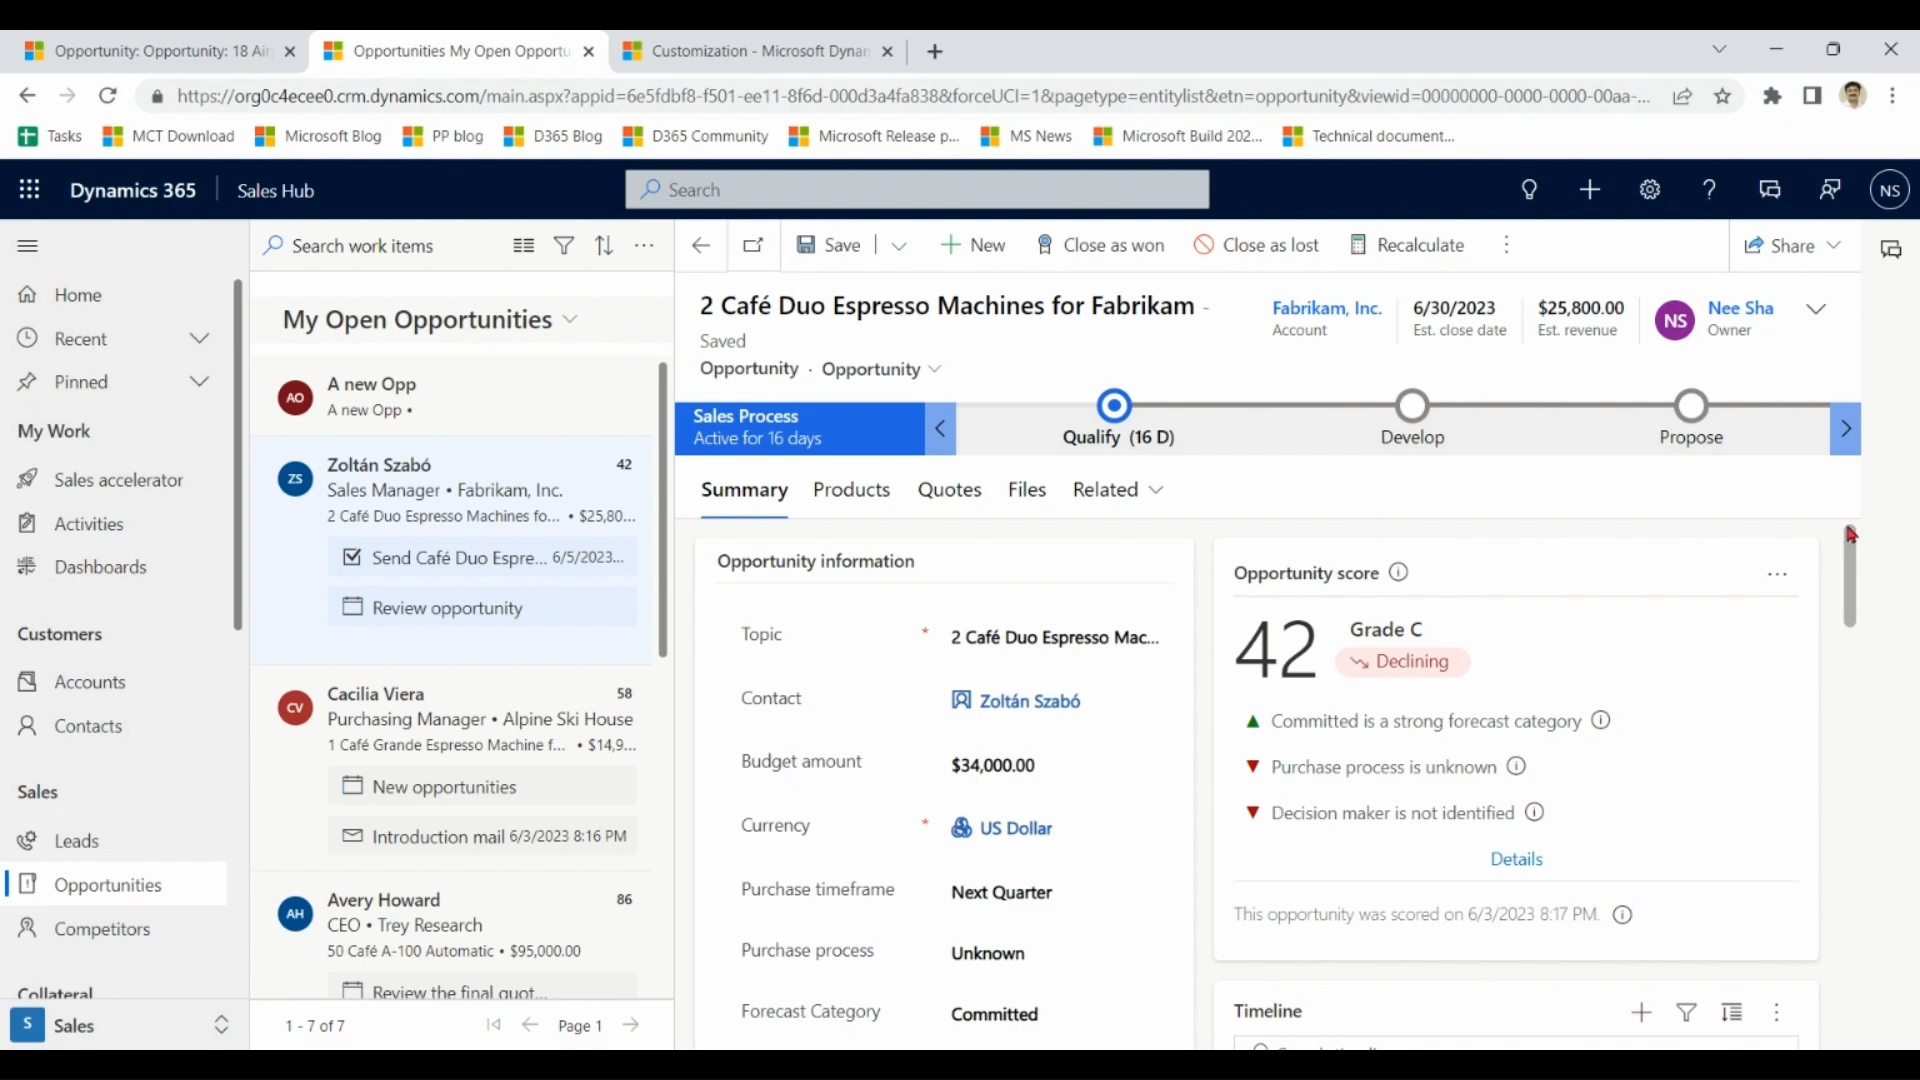 Opportunity: Opportunity: 18 Air
Opportunities My Open Opportu
Customization - Microsoft Dynan
https://org0c4ecee0.crm.dynamics.com/main.aspx?appid=6e5fdbf8-f501-ee11-8f6d-000d3a4fa838&forceUCI=1&pagetype=entitylist&etn=opportunity&viewid=00000000-0000-0000-00aa-...
Tasks
MCT Download
Microsoft Blog
PP blog
D365 Blog
D365 Community
Microsoft Release p...
MS News
Microsoft Build 202...
Technical document...
Dynamics 365
Sales Hub
Search
NS
Home
Recent
Pinned
My Work
Sales accelerator
Activities
Dashboards
Customers
Accounts
Contacts
Sales
Leads
Opportunities
Competitors
Collateral
S
Sales
Search work items
My Open Opportunities
AO
A new Opp
A new Opp •
ZS
Zoltán Szabó
42
Sales Manager • Fabrikam, Inc.
2 Café Duo Espresso Machines fo... • $25,80...
Send Café Duo Espre... 6/5/2023...
Review opportunity
CV
Cacilia Viera
58
Purchasing Manager • Alpine Ski House
1 Café Grande Espresso Machine f... • $14,9...
New opportunities
Introduction mail 6/3/2023 8:16 PM
AH
Avery Howard
86
CEO • Trey Research
50 Café A-100 Automatic • $95,000.00
Review the final quot...
1 - 7 of 7
Page 1
Save
New
Close as won
Close as lost
Recalculate
Share
2 Café Duo Espresso Machines for Fabrikam -
Saved
Opportunity · Opportunity
Fabrikam, Inc.
Account
6/30/2023
Est. close date
$25,800.00
Est. revenue
NS
Nee Sha
Owner
Sales Process
Active for 16 days
Qualify (16 D)
Develop
Propose
Summary
Products
Quotes
Files
Related
Opportunity information
Topic
*
2 Café Duo Espresso Mac...
Contact
Zoltán Szabó
Budget amount
$34,000.00
Currency
*
US Dollar
Purchase timeframe
Next Quarter
Purchase process
Unknown
Forecast Category
Committed
Opportunity score
42
Grade C
Declining
Committed is a strong forecast category
Purchase process is unknown
Decision maker is not identified
Details
This opportunity was scored on 6/3/2023 8:17 PM.
Timeline